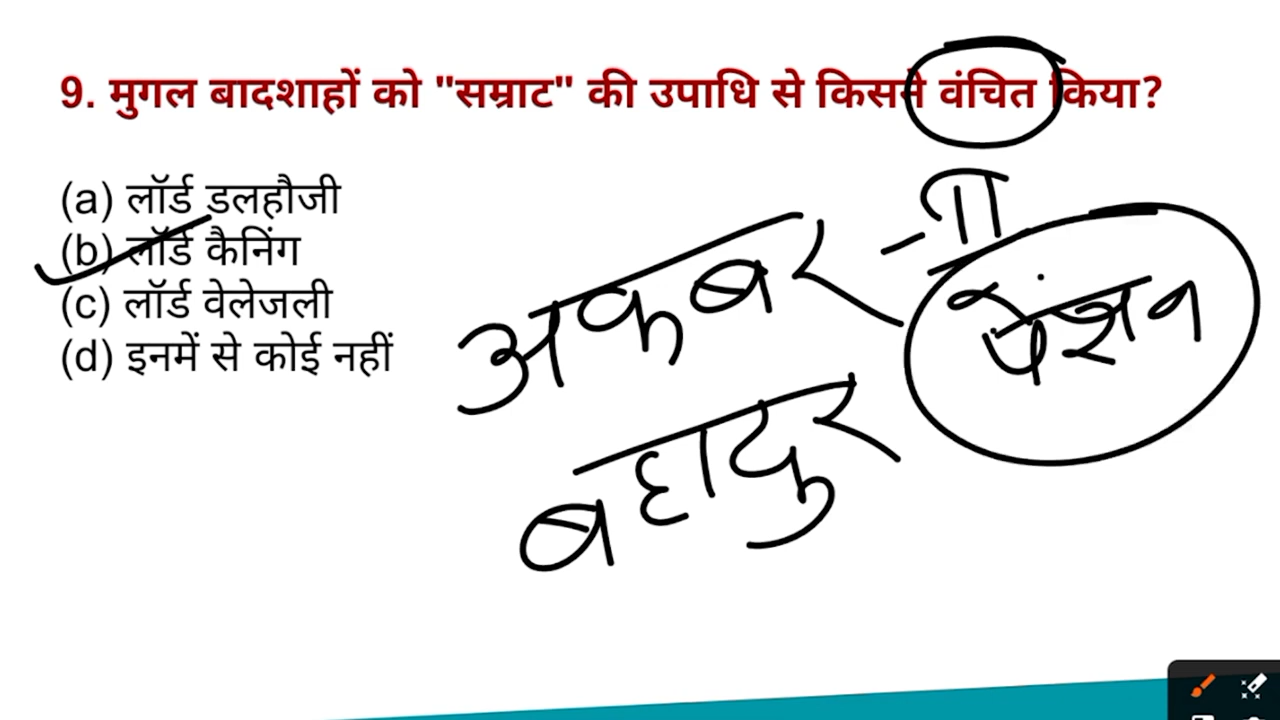 9. मुगल बादशाहों को "सम्राट" की उपाधि से किसने वंचित किया?
(a) लॉर्ड डलहौजी
(b) लॉर्ड कैनिंग
(c) लॉर्ड वेलेजली
(d) इनमें से कोई नहीं
अकबर - II
पेंशन
बहादुर